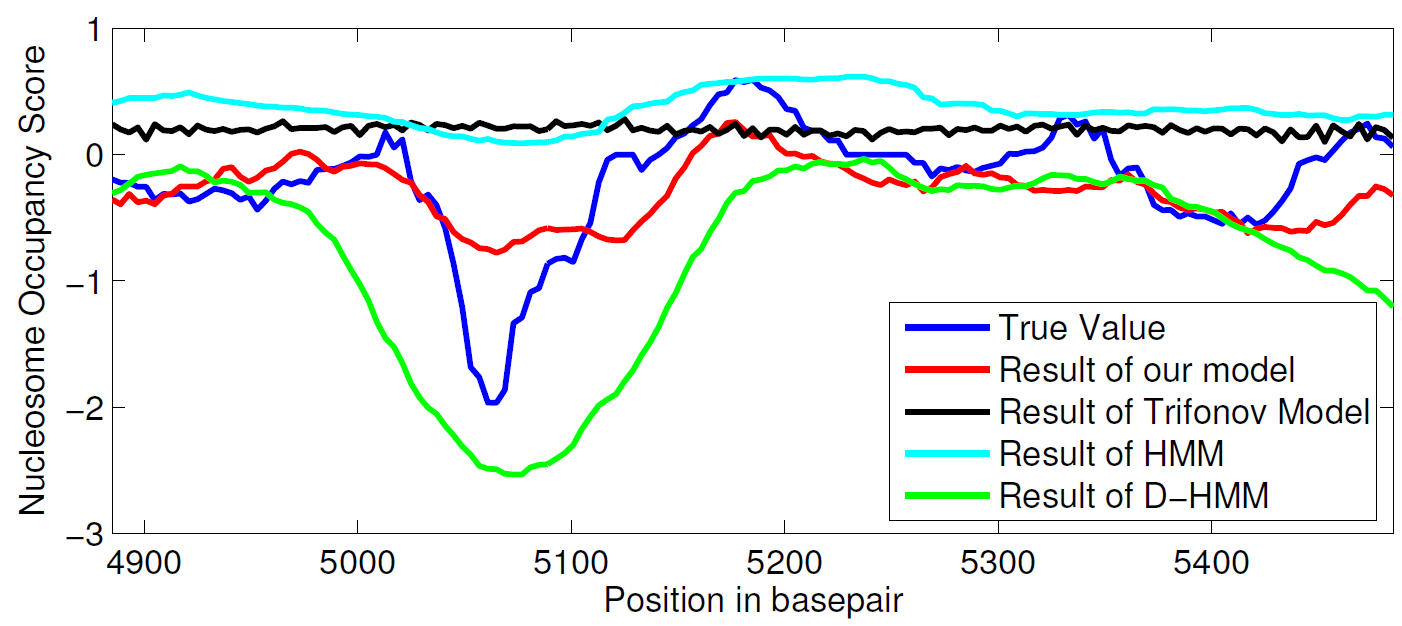 Nucleosome Occupancy Score
1
0
−1
−2
−3
4900 5000 5100 5200 5300 5400
Position in basepair
True Value
Result of our model
Result of Trifonov Model
Result of HMM
Result of D−HMM